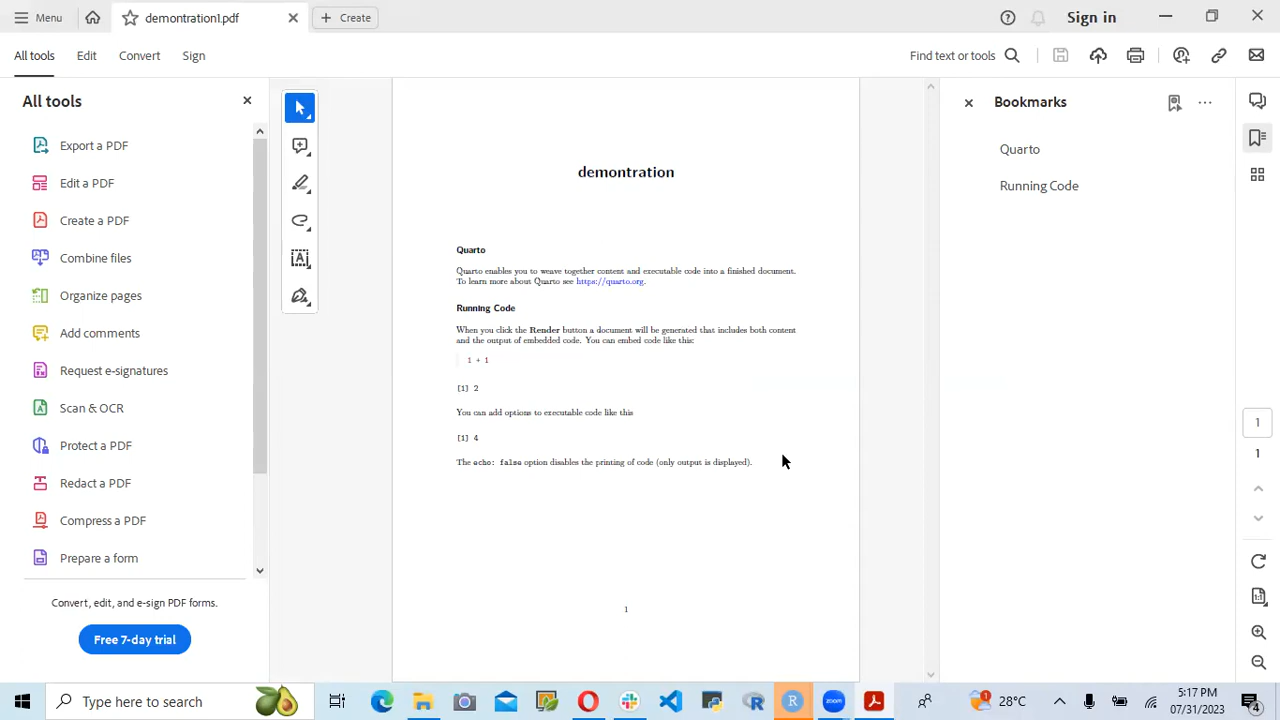 Menu
demontration1.pdf
Create
Sign in
All tools
Edit
Convert
Sign
Find text or tools
All tools
Export a PDF
Edit a PDF
Create a PDF
Combine files
Organize pages
Add comments
Request e-signatures
Scan & OCR
Protect a PDF
Redact a PDF
Compress a PDF
Prepare a form
Convert, edit, and e-sign PDF forms.
Free 7-day trial
demontration
Quarto
Quarto enables you to weave together content and executable code into a finished document.
To learn more about Quarto see https://quarto.org.
Running Code
When you click the Render button a document will be generated that includes both content
and the output of embedded code. You can embed code like this:
1 + 1
[1] 2
You can add options to executable code like this
[1] 4
The echo: false option disables the printing of code (only output is displayed).
1
Bookmarks
Quarto
Running Code
1
1
Type here to search
zoom
28°C
5:17 PM
07/31/2023
4